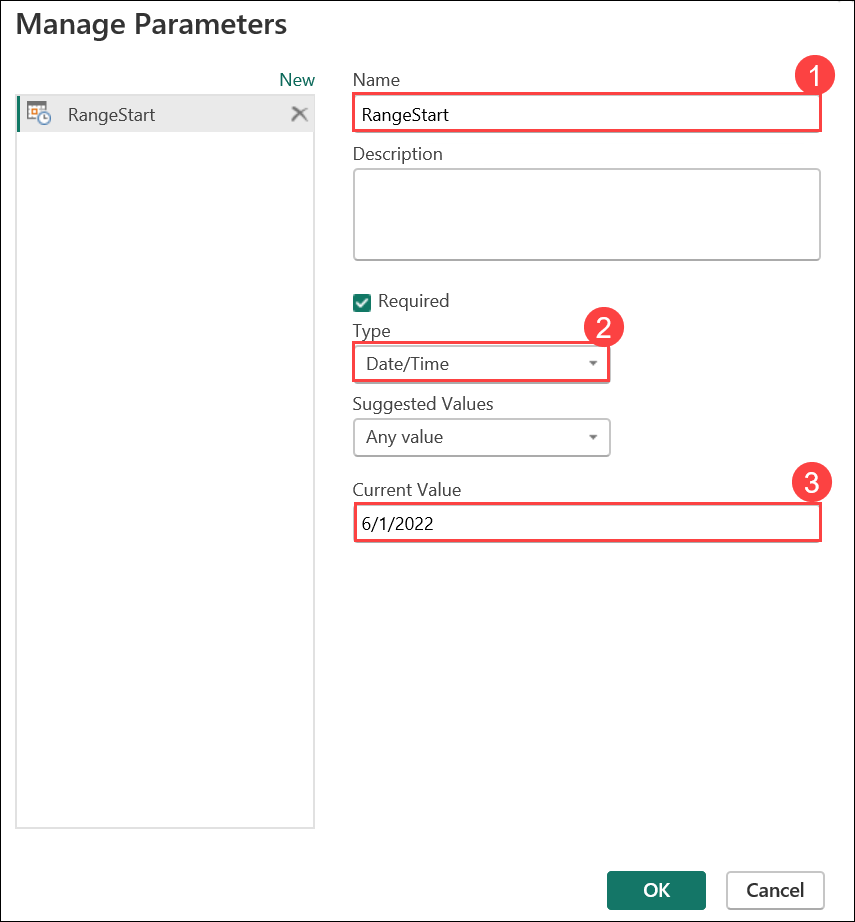 Manage Parameters
New
RangeStart
Name
1
RangeStart
Description
Required
Type
2
Date/Time
Suggested Values
Any value
Current Value
3
6/1/2022
OK
Cancel